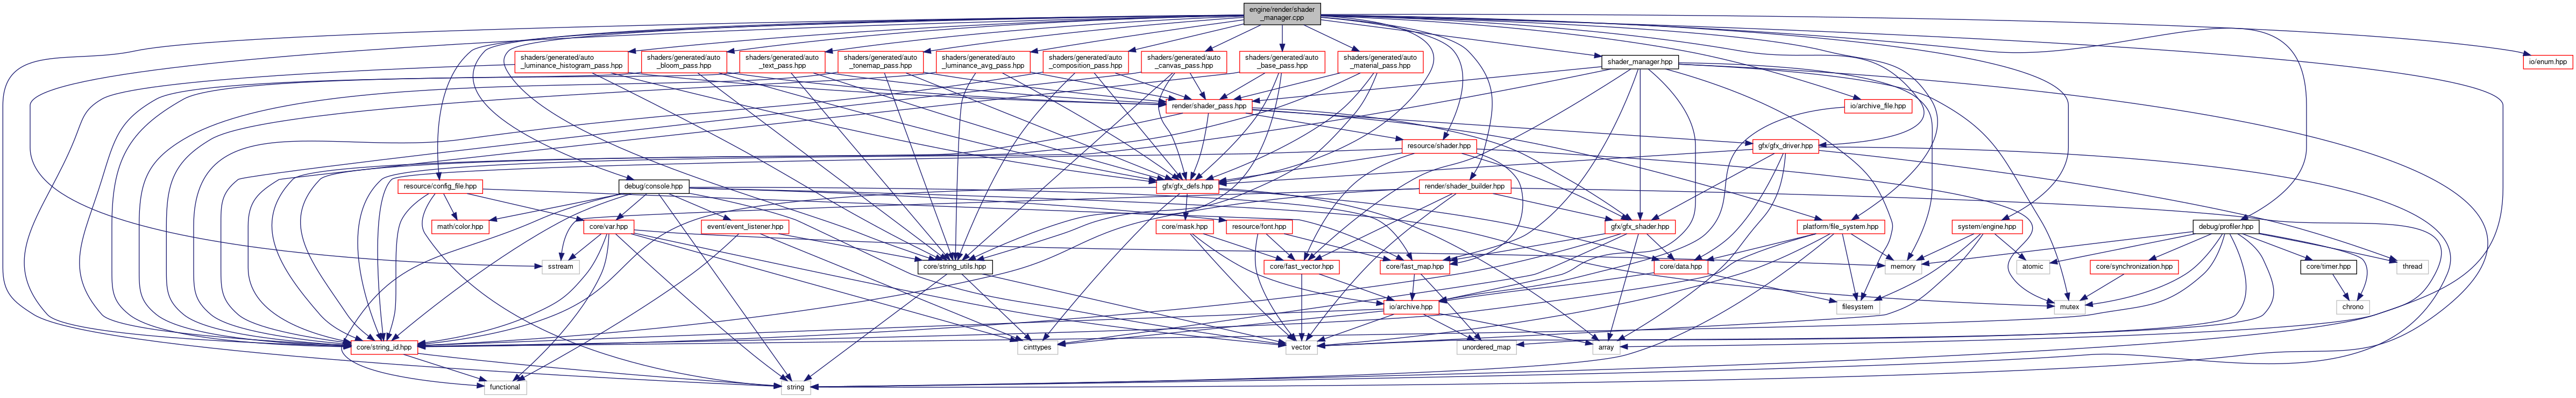 engine/render/shader
_manager.cpp
shaders/generated/auto
_luminance_histogram_pass.hpp
shaders/generated/auto
_bloom_pass.hpp
shaders/generated/auto
_text_pass.hpp
shaders/generated/auto
_tonemap_pass.hpp
shaders/generated/auto
_luminance_avg_pass.hpp
shaders/generated/auto
_composition_pass.hpp
shaders/generated/auto
_canvas_pass.hpp
shaders/generated/auto
_base_pass.hpp
shaders/generated/auto
_material_pass.hpp
shader_manager.hpp
io/enum.hpp
render/shader_pass.hpp
io/archive_file.hpp
resource/shader.hpp
gfx/gfx_driver.hpp
resource/config_file.hpp
debug/console.hpp
gfx/gfx_defs.hpp
render/shader_builder.hpp
math/color.hpp
core/var.hpp
event/event_listener.hpp
core/mask.hpp
resource/font.hpp
gfx/gfx_shader.hpp
platform/file_system.hpp
system/engine.hpp
debug/profiler.hpp
sstream
core/string_utils.hpp
core/fast_vector.hpp
core/fast_map.hpp
core/data.hpp
memory
atomic
core/synchronization.hpp
core/timer.hpp
thread
io/archive.hpp
filesystem
mutex
chrono
core/string_id.hpp
cinttypes
vector
unordered_map
array
functional
string